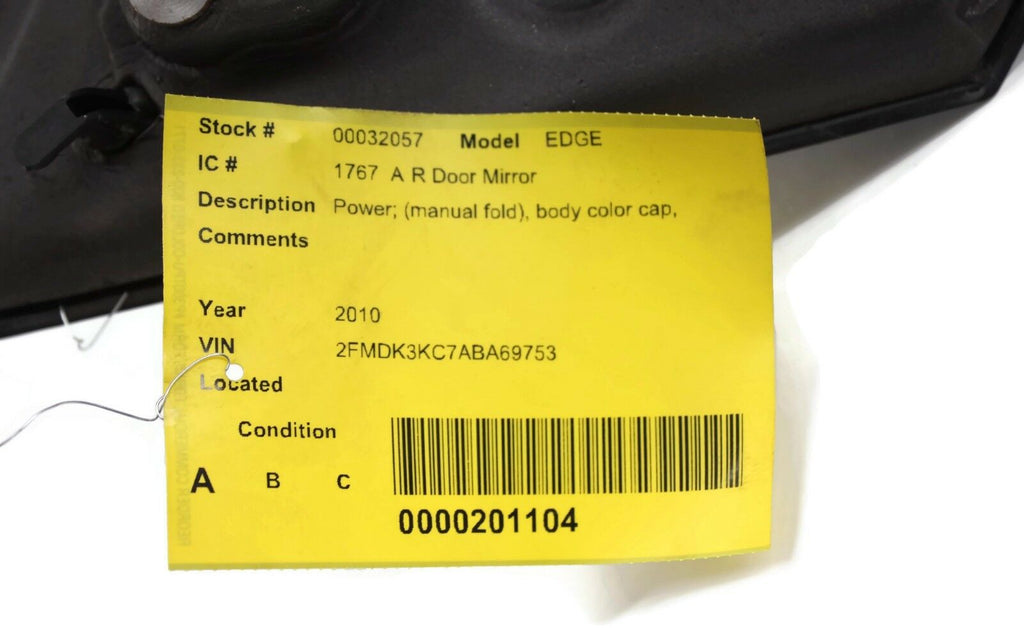 Stock # 00032057 Model EDGE
IC # 1767 A R Door Mirror
Description Power; (manual fold), body color cap,
Comments
Year 2010
VIN 2FMDK3KC7ABA69753
Located
Condition
A B C
0000201104